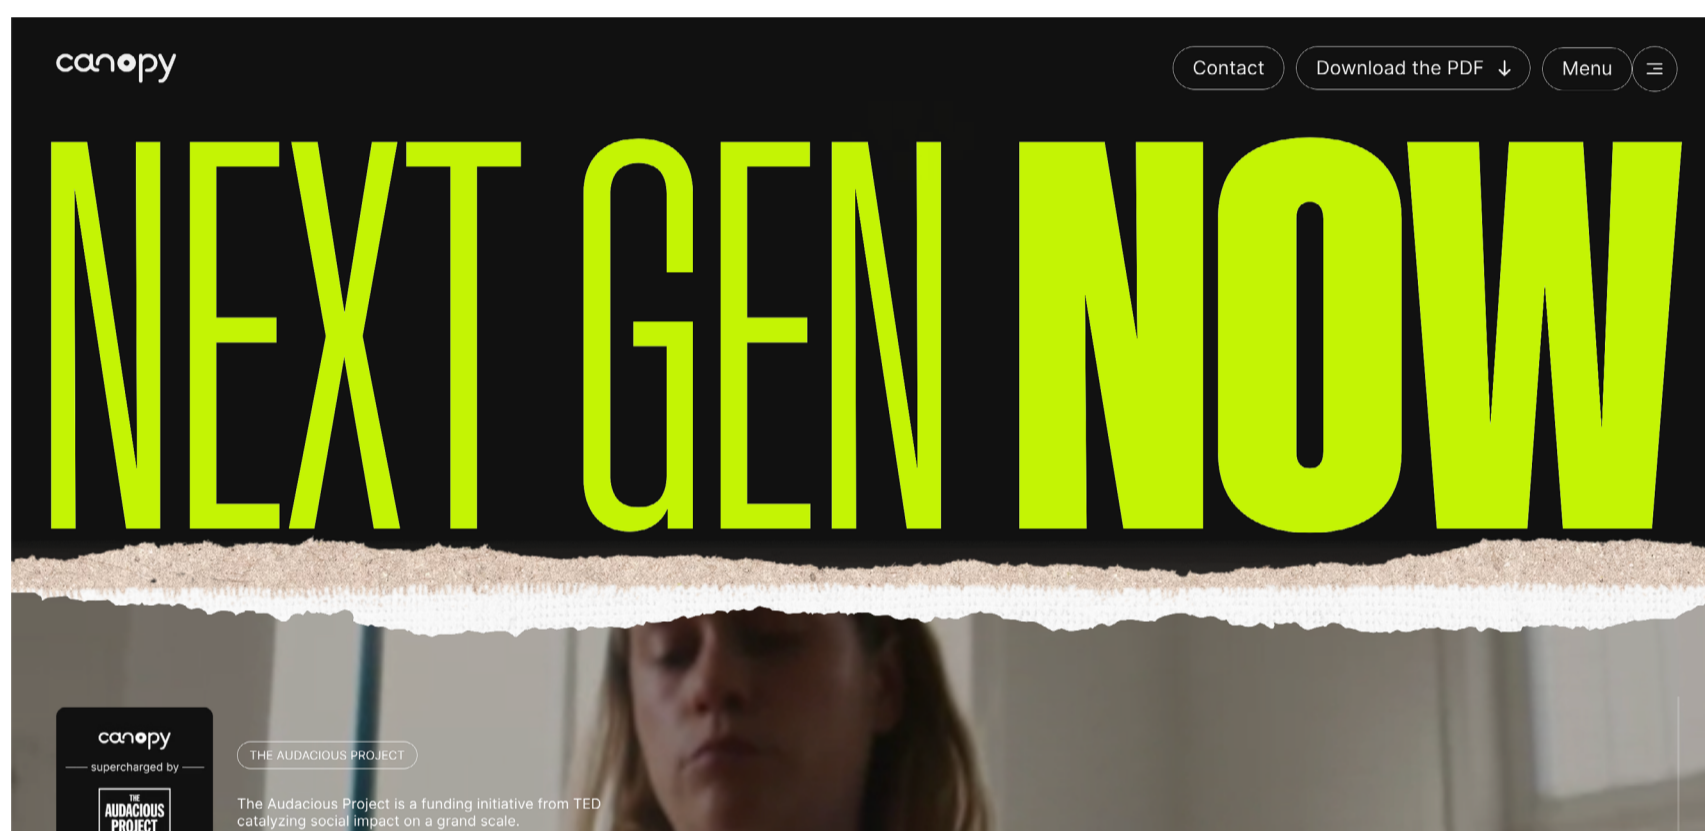 canopy
Contact
Download the PDF
Menu
NEXT GEN NOW
canopy
supercharged by
THE
AUDACIOUS
PROJECT
THE AUDACIOUS PROJECT
The Audacious Project is a funding initiative from TED
catalyzing social impact on a grand scale.